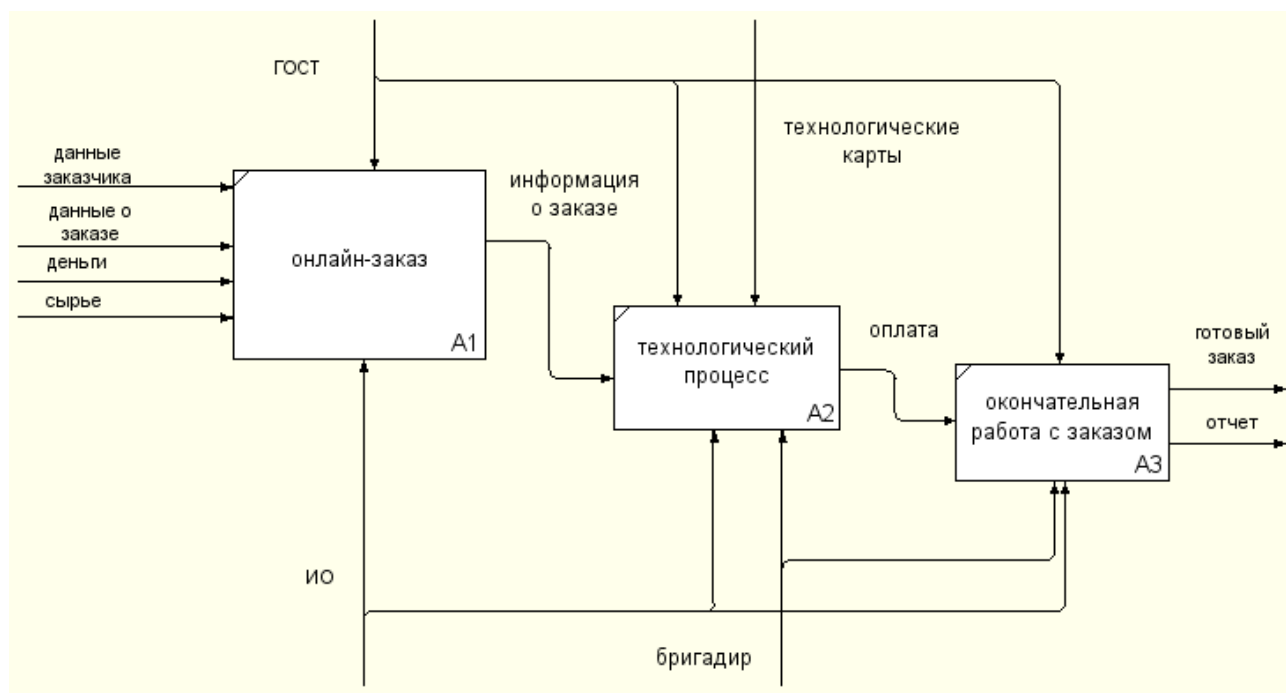 ГОСТ
технологические
карты
данные
заказчика
данные о
заказе
деньги
сырье
онлайн-заказ
A1
информация
о заказе
технологический
процесс
A2
оплата
окончательная
работа с заказом
A3
готовый
заказ
отчет
ИО
бригадир